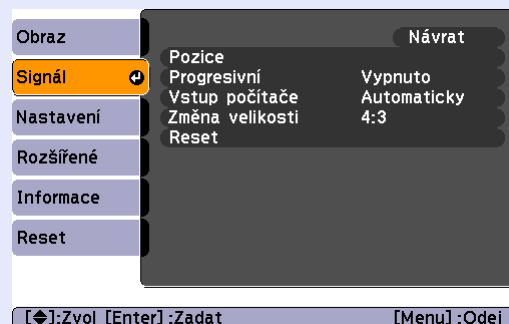 Obraz
Signál
Nastavení
Rozšířené
Informace
Reset
Návrat
Pozice
Progresivní Vypnuto
Vstup počítače Automaticky
Změna velikosti 4:3
Reset
[◆]:Zvol [Enter] :Zadat [Menu] :Odej